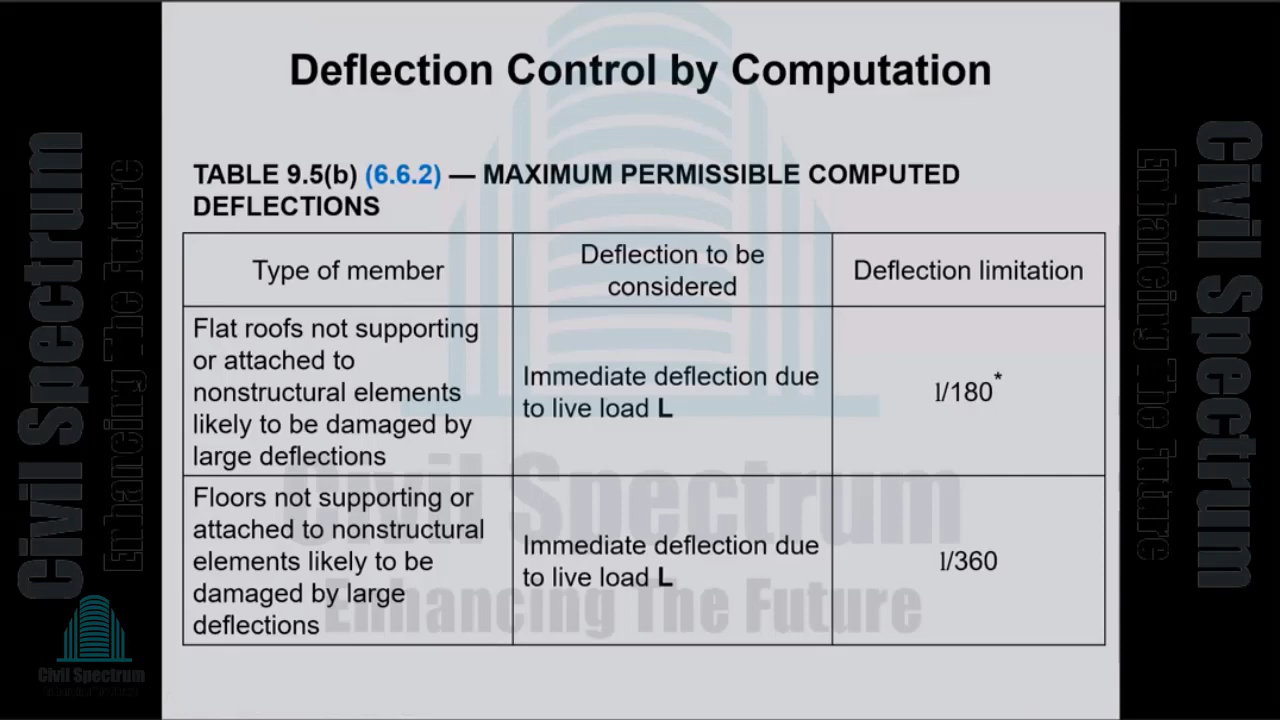 Deflection Control by Computation
TABLE 9.5(b) (6.6.2) — MAXIMUM PERMISSIBLE COMPUTED
DEFLECTIONS
Type of member
Deflection to be
considered
Deflection limitation
Flat roofs not supporting
or attached to
nonstructural elements
likely to be damaged by
large deflections
Immediate deflection due
to live load L
l/180*
Floors not supporting or
attached to nonstructural
elements likely to be
damaged by large
deflections
Immediate deflection due
to live load L
l/360
Civil Spectrum
Enhancing The Future
Civil Spectrum
Enhancing The Future
Civil Spectrum
Enhancing The Future
Civil Spectrum